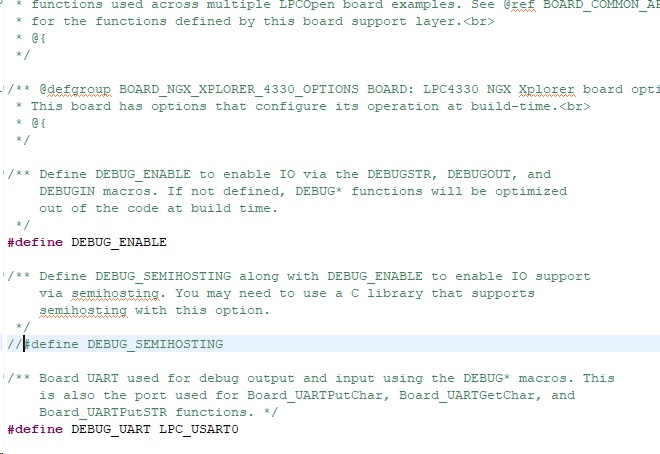 * functions used across multiple LPCOpen board examples. See @ref BOARD_COMMON_AP
* for the functions defined by this board support layer.<br>
* @{
*/
/** @defgroup BOARD_NGX_XPLORER_4330_OPTIONS BOARD: LPC4330 NGX Xplorer board opti
* This board has options that configure its operation at build-time.<br>
* @{
*/
/** Define DEBUG_ENABLE to enable IO via the DEBUGSTR, DEBUGOUT, and
DEBUGIN macros. If not defined, DEBUG* functions will be optimized
out of the code at build time.
*/
#define DEBUG_ENABLE
/** Define DEBUG_SEMIHOSTING along with DEBUG_ENABLE to enable IO support
via semihosting. You may need to use a C library that supports
semihosting with this option.
*/
//#define DEBUG_SEMIHOSTING
/** Board UART used for debug output and input using the DEBUG* macros. This
is also the port used for Board_UARTPutChar, Board_UARTGetChar, and
Board_UARTPutSTR functions. */
#define DEBUG_UART LPC_USART0